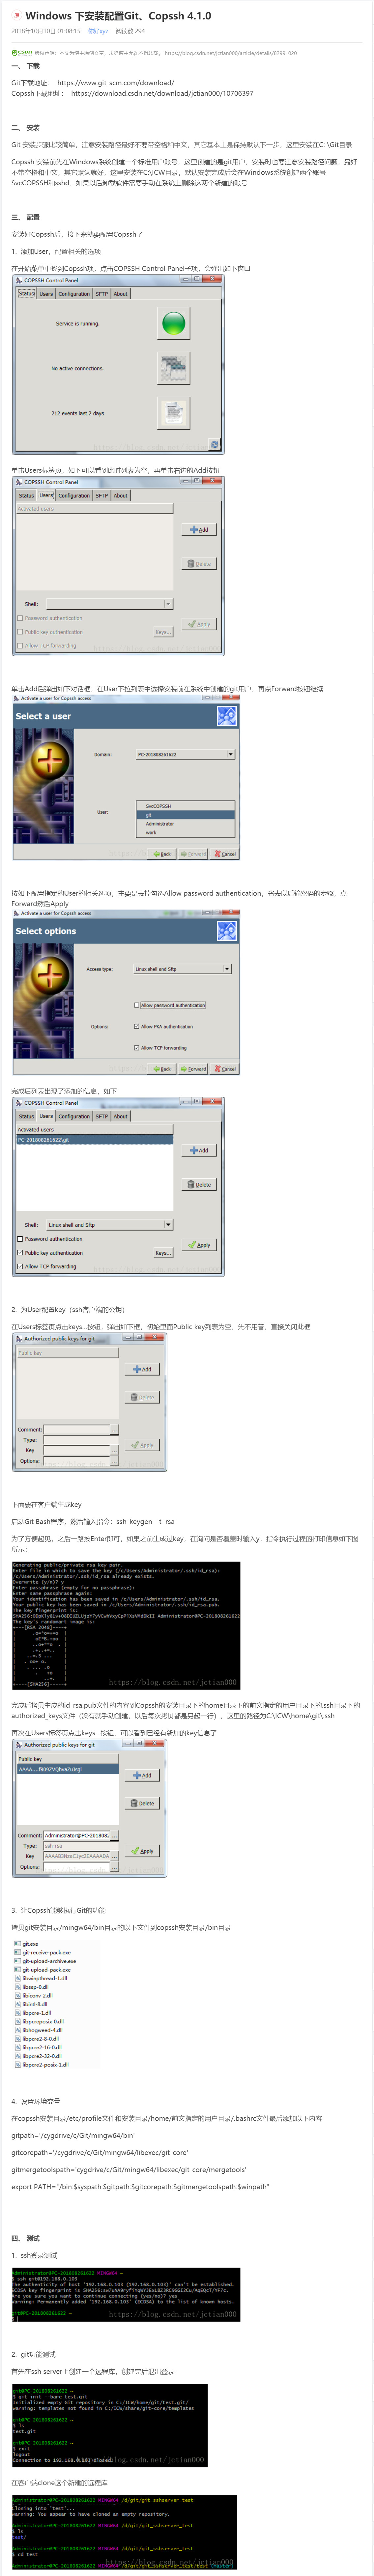 Windows 下安装配置Git、Copssh 4.1.0
2018年10月10日 01:08:15 阅读数 294
版权声明：本文为博主原创文章，未经博主允许不得转载。 https://blog.csdn.net/jctian000/article/details/82991020
一、 下载
Git下载地址： https://www.git-scm.com/download/
Copssh下载地址： https://download.csdn.net/download/jctian000/10706397
二、 安装
Git 安装步骤比较简单，注意安装路径最好不要带空格和中文，其它基本上是保持默认下一步，这里安装在C: \Git目录
Copssh 安装前先在Windows系统创建一个标准用户账号，这里创建的是git用户，安装时也要注意安装路径问题，最好
不带空格和中文，其它默认就好，这里安装在C:\ICW目录，默认安装完成后会在Windows系统创建两个账号
SvcCOPSSH和sshd，如果以后卸载软件需要手动在系统上删除这两个新建的账号
三、 配置
安装好Copssh后，接下来就要配置Copssh了
1. 添加User，配置相关的选项
在开始菜单中找到Copssh项，点击COPSSH Control Panel子项，会弹出如下窗口
COPSSH Control Panel
Status Users Configuration SFTP About
Service is running.
No active connections.
212 events last 2 days
单击Users标签页，如下可以看到此时列表为空，再单击右边的Add按钮
COPSSH Control Panel
Status Users Configuration SFTP About
Activated users
Add
Delete
Shell:
Password authentication
Public key authentication Keys...
Apply
Allow TCP forwarding
单击Add后弹出如下对话框，在User下拉列表中选择安装前在系统中创建的git用户，再点Forward按钮继续
Activate a user for Copssh access
Select a user
Domain: PC-201808261622
User:
SvcCOPSSH
git
Administrator
work
Back Forward Cancel
按如下配置指定的User的相关选项，主要是去掉勾选Allow password authentication，省去以后输密码的步骤，点
Forward然后Apply
Activate a user for Copssh access
Select options
Access type: Linux shell and Sftp
Allow password authentication
Options: Allow PKA authentication
Allow TCP forwarding
Back Forward Cancel
完成后列表出现了添加的信息，如下
COPSSH Control Panel
Status Users Configuration SFTP About
Activated users
PC-201808261622\git
Add
Delete
Shell: Linux shell and Sftp
Password authentication
Public key authentication Keys...
Apply
Allow TCP forwarding
2. 为User配置key（ssh客户端的公钥）
在Users标签页点击keys...按钮，弹出如下框，初始里面Public key列表为空，先不用管，直接关闭此框
Authorized public keys for git
Public key
Add
Delete
Comment:
Type:
Key
Options:
Apply
下面要在客户端生成key
启动Git Bash程序，然后输入指令：ssh-keygen -t rsa
为了方便起见，之后一路按Enter即可，如果之前生成过key，在询问是否覆盖时输入y，指令执行过程的打印信息如下图
所示：
Generating public/private rsa key pair.
Enter file in which to save the key (/c/Users/Administrator/.ssh/id_rsa):
/c/Users/Administrator/.ssh/id_rsa already exists.
Overwrite (y/n)? y
Enter passphrase (empty for no passphrase):
Enter same passphrase again:
Your identification has been saved in /c/Users/Administrator/.ssh/id_rsa.
Your public key has been saved in /c/Users/Administrator/.ssh/id_rsa.pub.
The key fingerprint is:
The key's randomart image is:
+---[RSA 2048]----+
+----[SHA256]-----+
https://blog.csdn.net/jctian000
完成后拷贝生成的id_rsa.pub文件的内容到Copssh的安装目录下的home目录下的前文指定的用户目录下的.ssh目录下的
authorized_keys文件（没有就手动创建，以后每次拷贝都是另起一行），这里的路径为C:\ICW\home\git\.ssh
再次在Users标签页点击keys...按钮，可以看到已经有新加的key信息了
Authorized public keys for git
Public key
Add
Delete
Comment: Administrator@PC-2018082
Type: ssh-rsa
Key AAAAB3NzaC1yc2EAAAADA
Options:
Apply
3. 让Copssh能够执行Git的功能
拷贝git安装目录/mingw64/bin目录的以下文件到copssh安装目录/bin目录
git.exe
git-receive-pack.exe
git-upload-archive.exe
git-upload-pack.exe
libwinpthread-1.dll
libssp-0.dll
libiconv-2.dll
libintl-8.dll
libpcre-1.dll
libpcreposix-0.dll
libhogweed-4.dll
libpcre2-8-0.dll
libpcre2-16-0.dll
libpcre2-32-0.dll
libpcre2-posix-1.dll
4. 设置环境变量
在copssh安装目录/etc/profile文件和安装目录/home/前文指定的用户目录/.bashrc文件最后添加以下内容
gitpath='/cygdrive/c/Git/mingw64/bin'
gitcorepath='/cygdrive/c/Git/mingw64/libexec/git-core'
gitmergetoolspath='cygdrive/c/Git/mingw64/libexec/git-core/mergetools'
export PATH="/bin:$syspath:$gitpath:$gitcorepath:$gitmergetoolspath:$winpath"
四、 测试
1. ssh登录测试
Administrator@PC-201808261622 MINGW64 ~
$ ssh git@192.168.0.103
The authenticity of host '192.168.0.103 (192.168.0.103)' can't be established.
Are you sure you want to continue connecting (yes/no)? yes
Warning: Permanently added '192.168.0.103' (ECDSA) to the list of known hosts.
git@PC-201808261622 ~
$
https://blog.csdn.net/jctian000
2. git功能测试
首先在ssh server上创建一个远程库，创建完后退出登录
git@PC-201808261622 ~
$ git init --bare test.git
Initialized empty Git repository in C:/ICW/home/git/test.git/
warning: templates not found in C:/ICW/share/git-core/templates
$ ls
test.git
git@PC-201808261622 ~
$ exit
logout
在客户端clone这个新建的远程库
Cloning into 'test'...
warning: You appear to have cloned an empty repository.
Administrator@PC-201808261622 MINGW64 /d/git/git_sshserver_test
$ ls
test/
Administrator@PC-201808261622 MINGW64 /d/git/git_sshserver_test
$ cd test
https://blog.csdn.net/jctian000
Administrator@PC-201808261622 MINGW64 /d/git/git_sshserver_test/test (master)